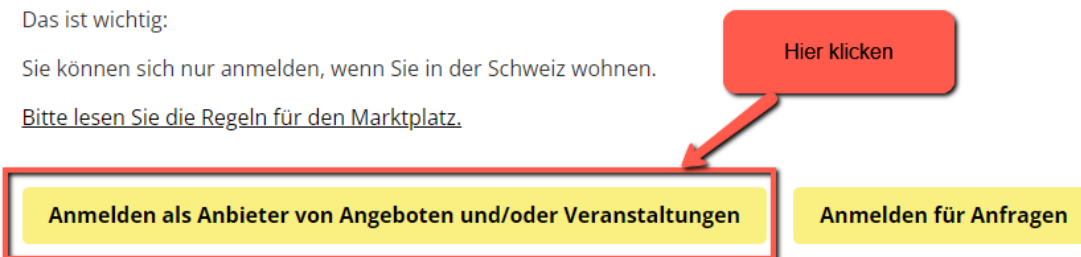 Das ist wichtig:
Hier klicken
Sie können sich nur anmelden, wenn Sie in der Schweiz wohnen.
Bitte lesen Sie die Regeln für den Marktplatz.
Anmelden als Anbieter von Angeboten und/oder Veranstaltungen
Anmelden für Anfragen